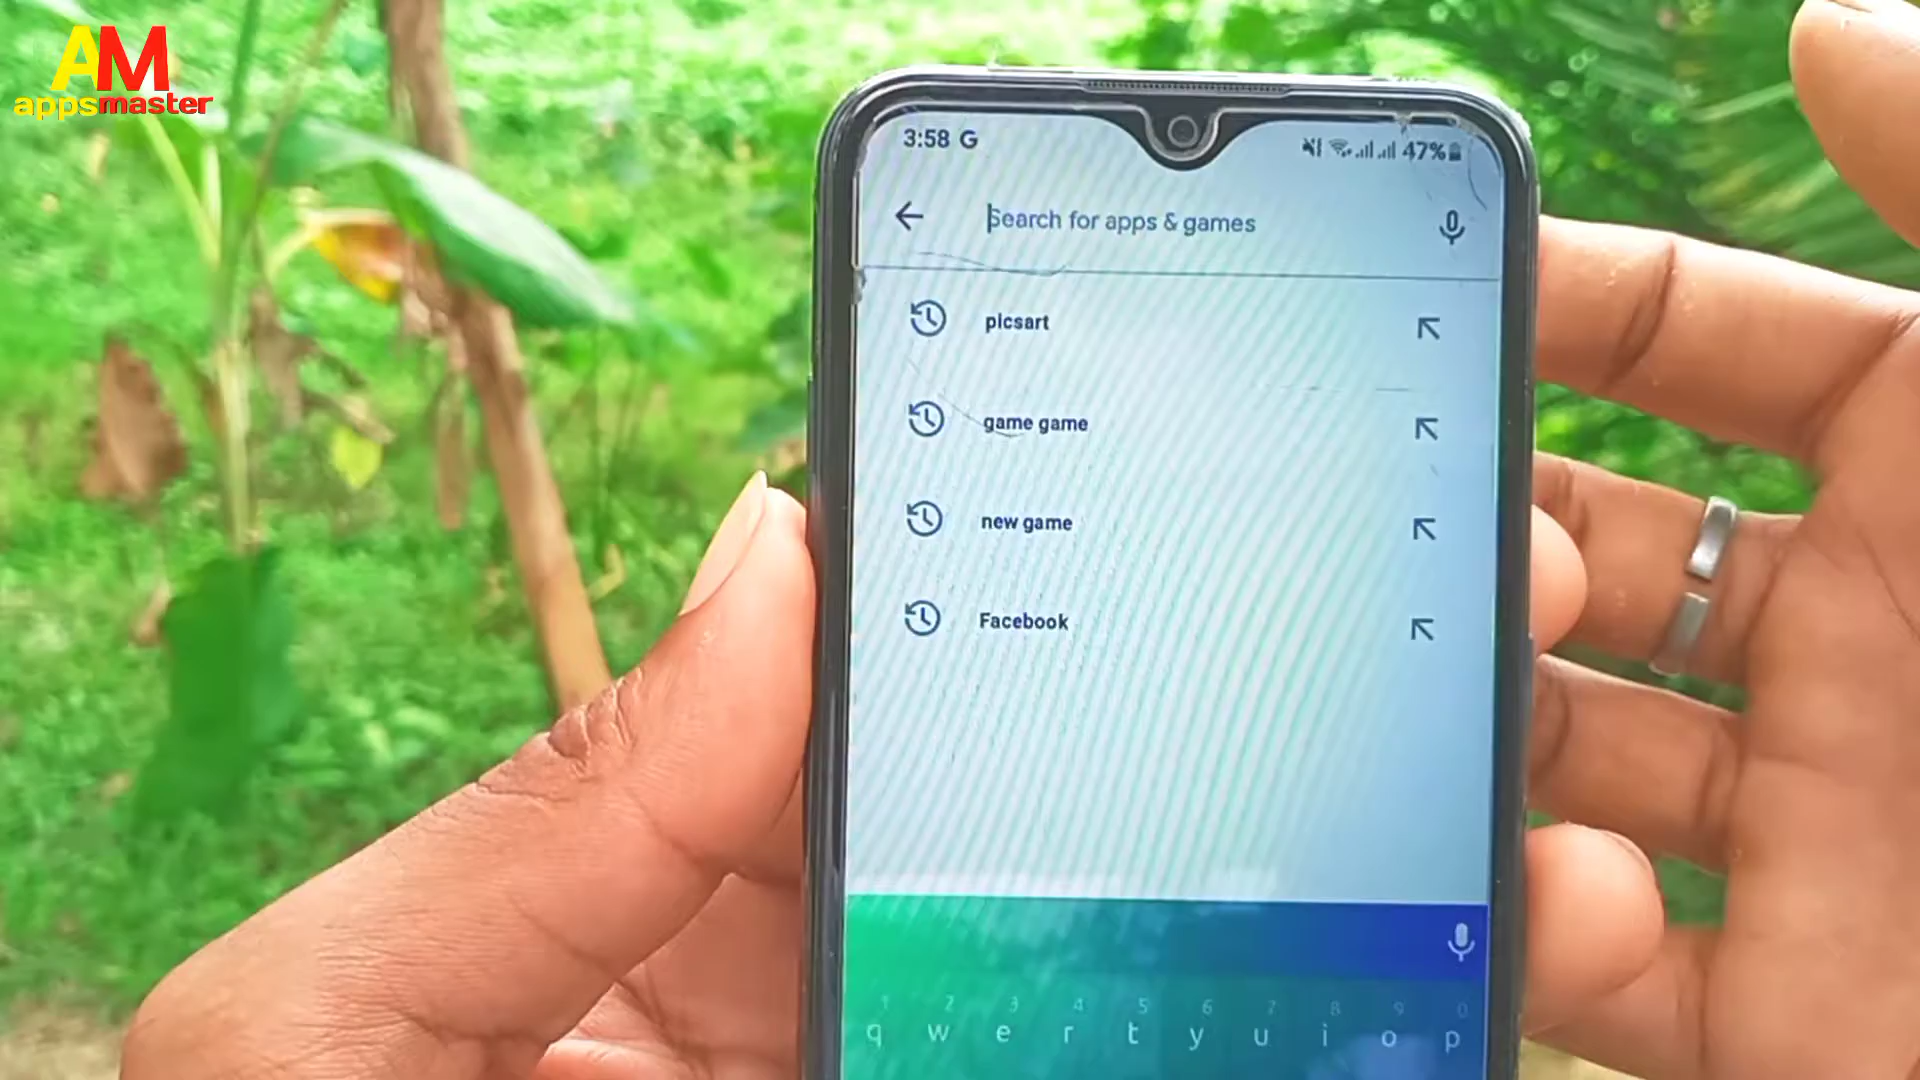 AM
appsmaster
3:58 G
47%
Search for apps & games
picsart
game game
new game
Facebook
1 2 3 4 5 6 7 8 9 0
q w e r t y u i o p